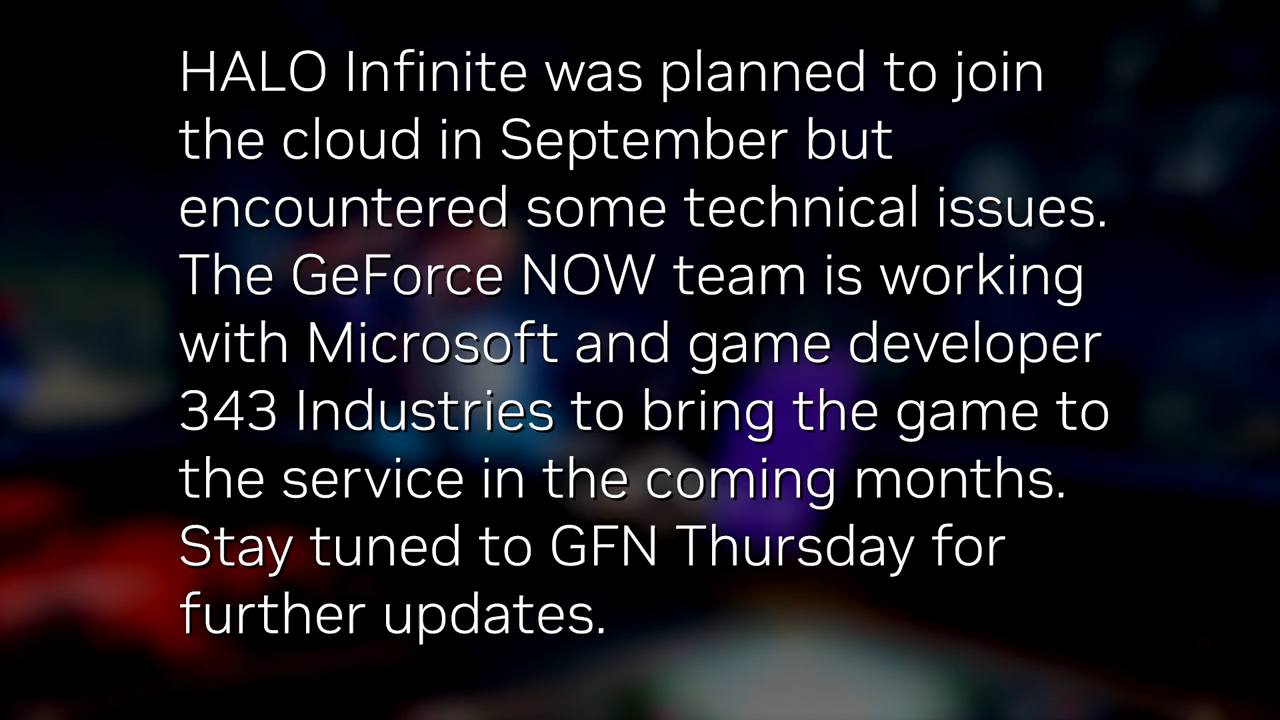 HALO Infinite was planned to join
the cloud in September but
encountered some technical issues.
The GeForce NOW team is working
with Microsoft and game developer
343 Industries to bring the game to
the service in the coming months.
Stay tuned to GFN Thursday for
further updates.